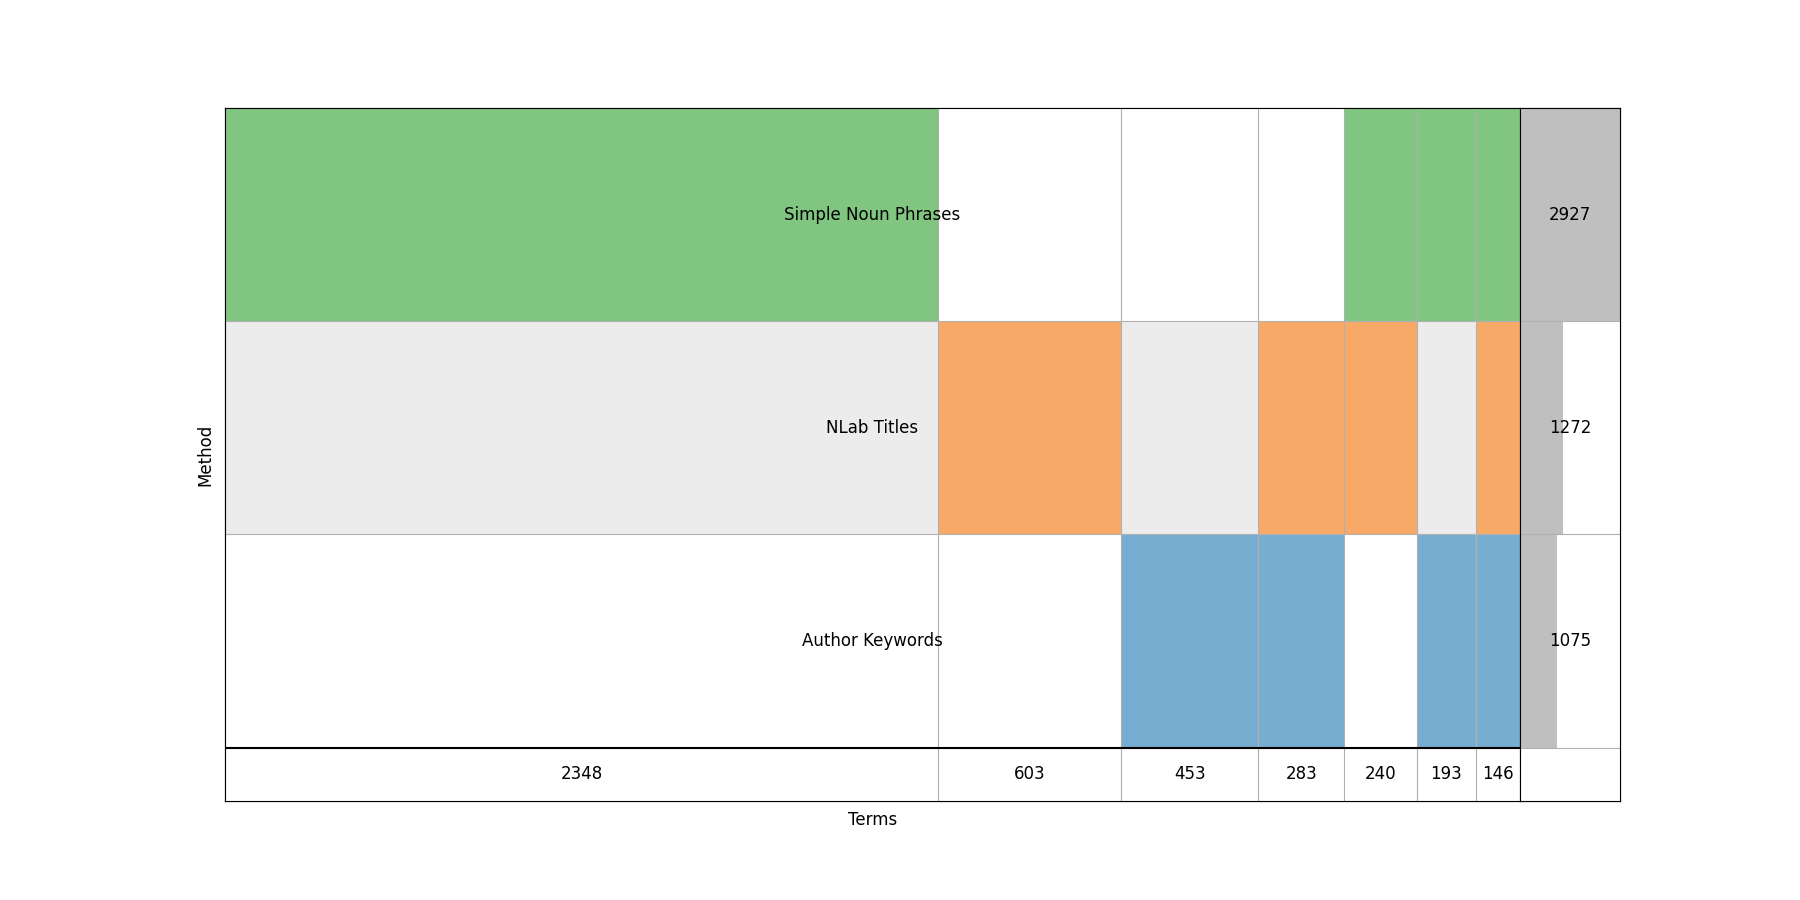 Simple Noun Phrases
2927
Method
NLab Titles
1272
Author Keywords
1075
2348 603 453 283 240 193 146
Terms